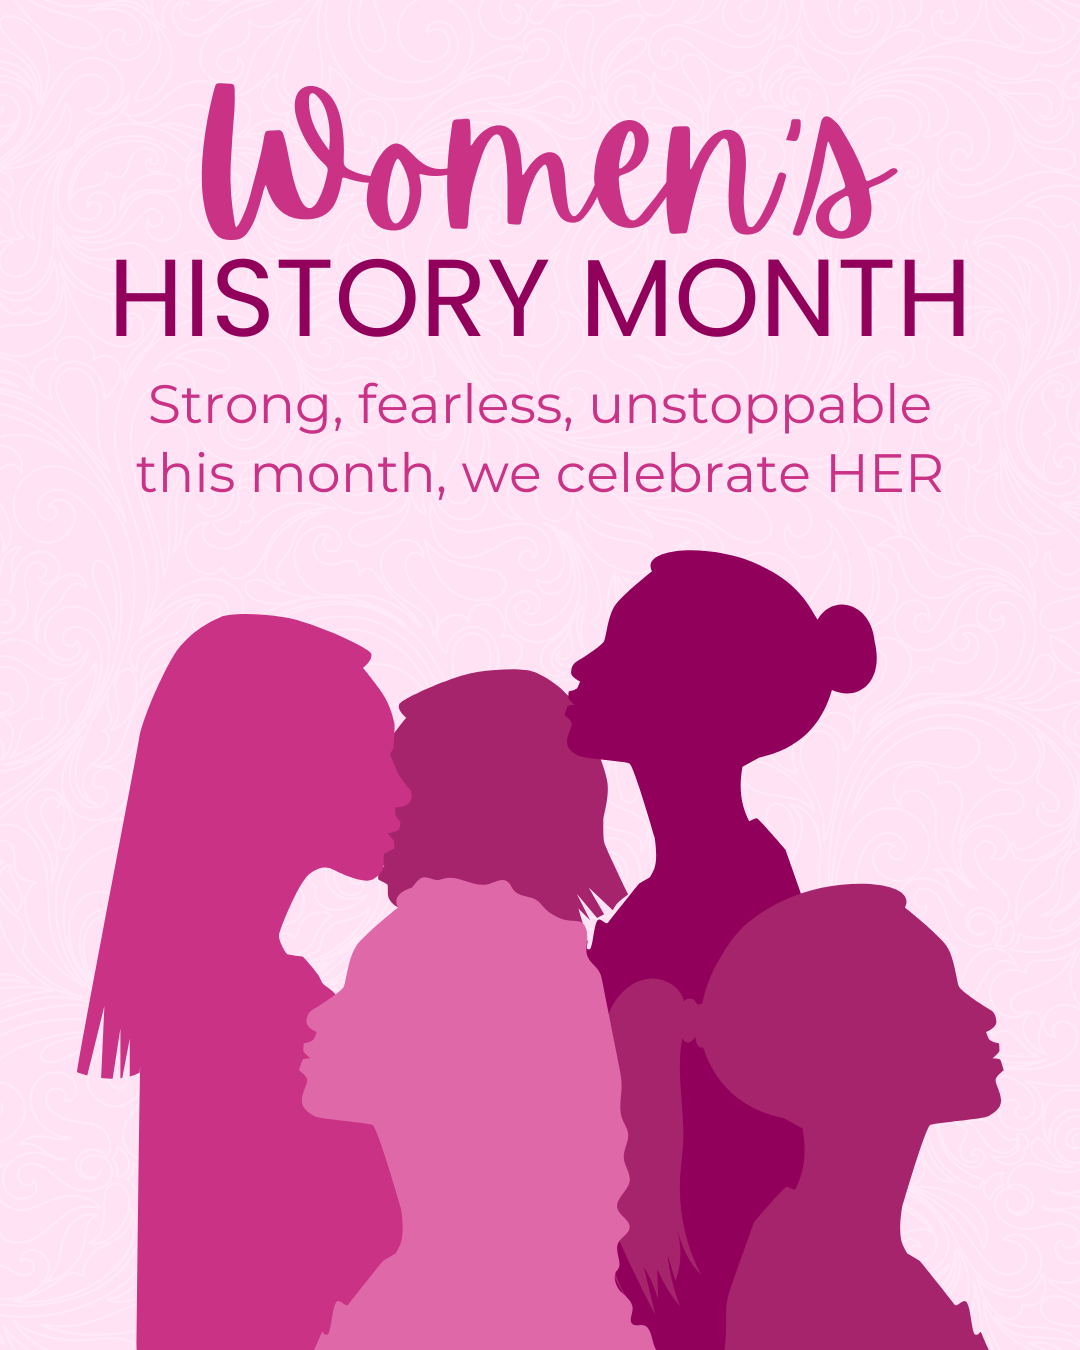 Women's
HISTORY MONTH
Strong, fearless, unstoppable
this month, we celebrate HER